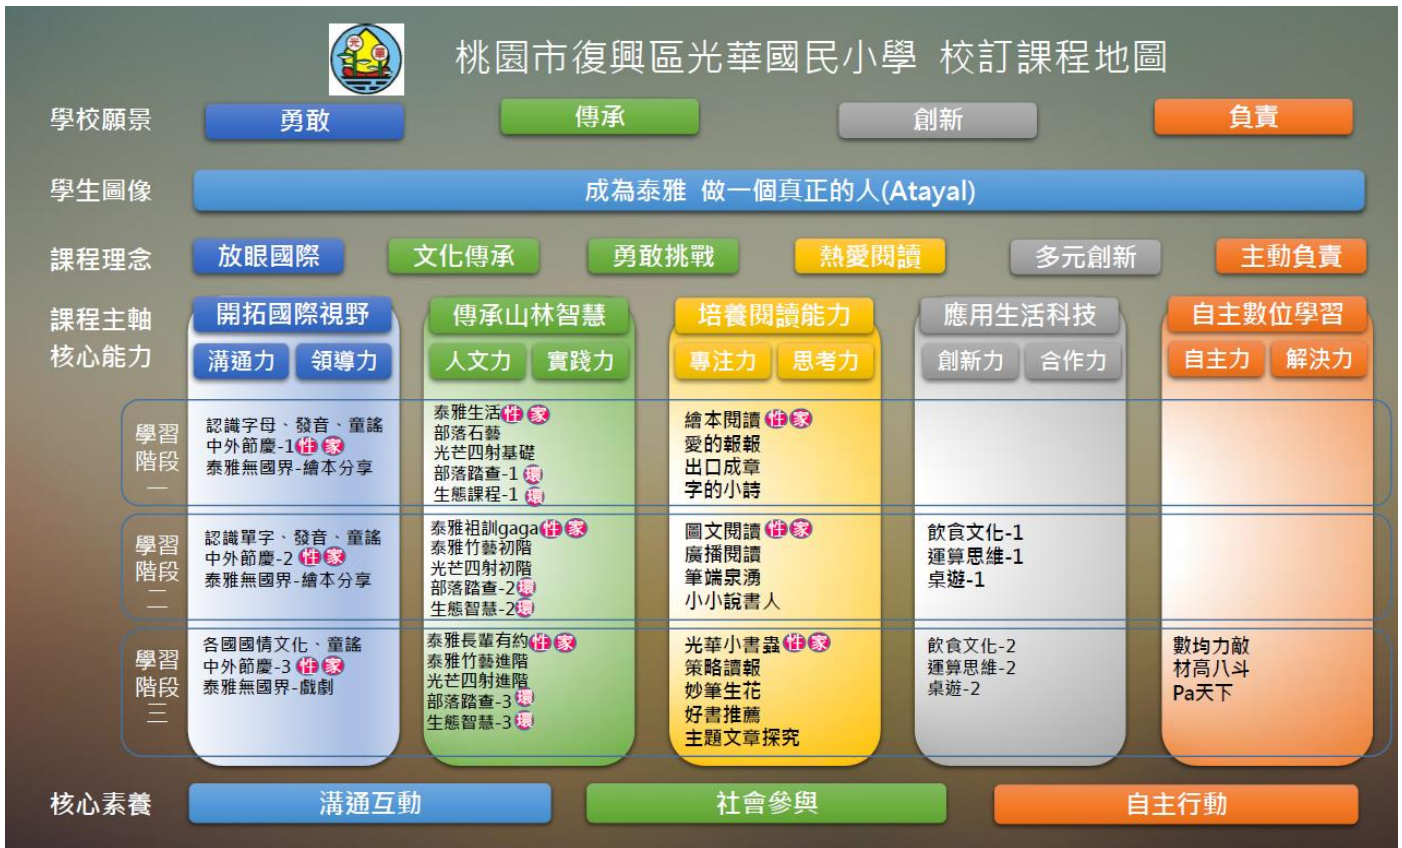 光 華
桃園市復興區光華國民小學 校訂課程地圖
學校願景 勇敢 傳承 創新 負責
學生圖像 成為泰雅 做一個真正的人(Atayal)
課程理念 放眼國際 文化傳承 勇敢挑戰 熱愛閱讀 多元創新 主動負責
課程主軸 開拓國際視野 傳承山林智慧 培養閱讀能力 應用生活科技 自主數位學習
核心能力 溝通力 領導力 人文力 實踐力 專注力 思考力 創新力 合作力 自主力 解決力
學習
階段
一
認識字母、發音、童謠
中外節慶-1 性 家
泰雅無國界-繪本分享
泰雅生活 性 家
部落石藝
光芒四射基礎
部落踏查-1 環
生態課程-1 環
繪本閱讀 性 家
愛的報報
出口成章
字的小詩
學習
階段
二
認識單字、發音、童謠
中外節慶-2 性 家
泰雅無國界-繪本分享
泰雅祖訓gaga 性 家
泰雅竹藝初階
光芒四射初階
部落踏查-2 環
生態智慧-2 環
圖文閱讀 性 家
廣播閱讀
筆端泉湧
小小說書人
飲食文化-1
運算思維-1
桌遊-1
學習
階段
三
各國國情文化、童謠
中外節慶-3 性 家
泰雅無國界-戲劇
泰雅長輩有約 性 家
泰雅竹藝進階
光芒四射進階
部落踏查-3 環
生態智慧-3 環
光華小書蟲 性 家
策略讀報
妙筆生花
好書推薦
主題文章探究
飲食文化-2
運算思維-2
桌遊-2
數均力敵
材高八斗
Pa天下
核心素養 溝通互動 社會參與 自主行動